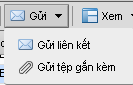 Gửi Xem
Gửi liên kết
Gửi tệp gắn kèm